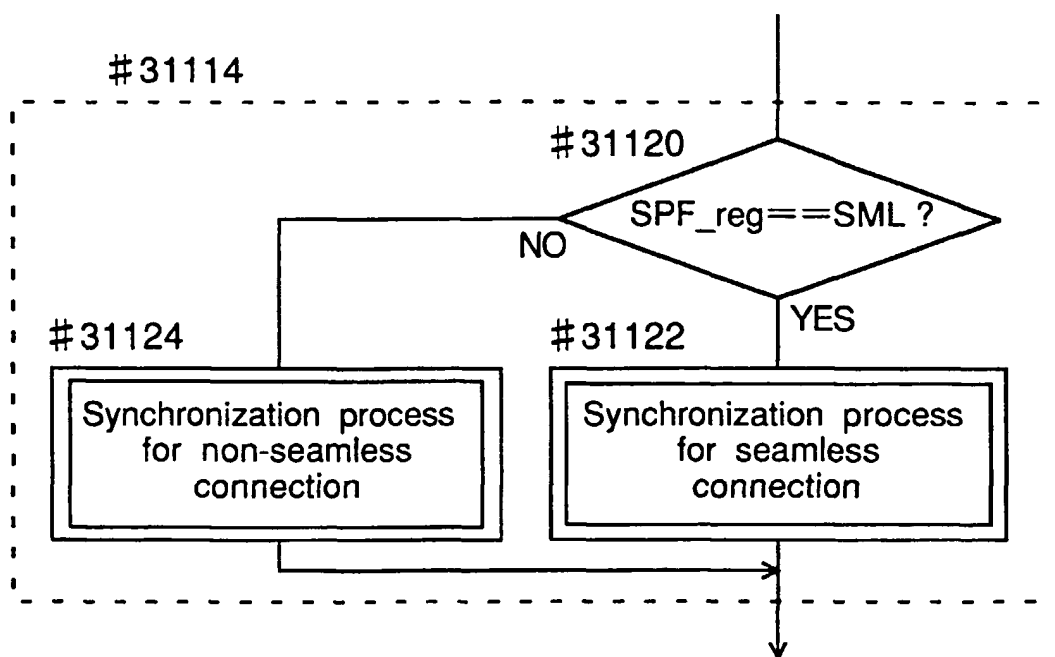 #31114
#31120
SPF_reg==SML ?
NO
YES
#31124
#31122
Synchronization process
for non-seamless
connection
Synchronization process
for seamless
connection